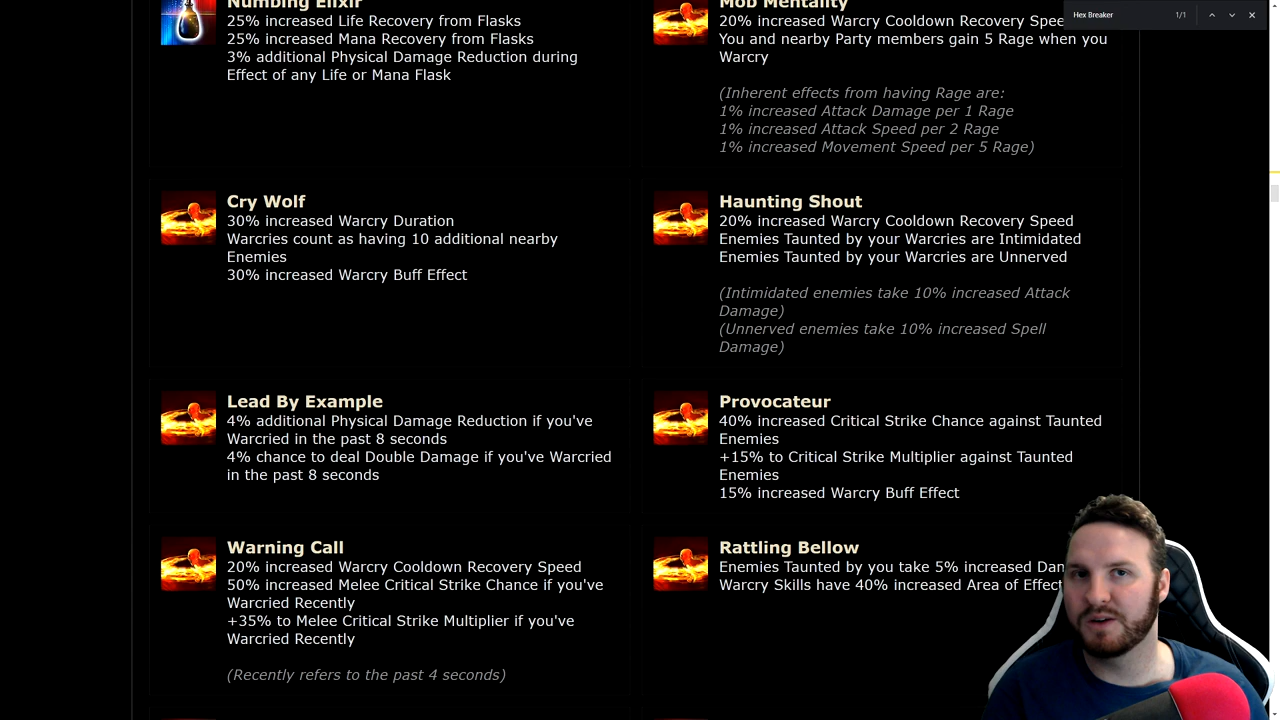 Hex Breaker
1/1
Numbing Elixir
25% increased Life Recovery from Flasks
25% increased Mana Recovery from Flasks
3% additional Physical Damage Reduction during
Effect of any Life or Mana Flask
Mob Mentality
20% increased Warcry Cooldown Recovery Spe
You and nearby Party members gain 5 Rage when you
Warcry
(Inherent effects from having Rage are:
1% increased Attack Damage per 1 Rage
1% increased Attack Speed per 2 Rage
1% increased Movement Speed per 5 Rage)
Cry Wolf
30% increased Warcry Duration
Warcries count as having 10 additional nearby
Enemies
30% increased Warcry Buff Effect
Haunting Shout
20% increased Warcry Cooldown Recovery Speed
Enemies Taunted by your Warcries are Intimidated
Enemies Taunted by your Warcries are Unnerved
(Intimidated enemies take 10% increased Attack
Damage)
(Unnerved enemies take 10% increased Spell
Damage)
Lead By Example
4% additional Physical Damage Reduction if you've
Warcried in the past 8 seconds
4% chance to deal Double Damage if you've Warcried
in the past 8 seconds
Provocateur
40% increased Critical Strike Chance against Taunted
Enemies
+15% to Critical Strike Multiplier against Taunted
Enemies
15% increased Warcry Buff Effect
Warning Call
20% increased Warcry Cooldown Recovery Speed
50% increased Melee Critical Strike Chance if you've
Warcried Recently
+35% to Melee Critical Strike Multiplier if you've
Warcried Recently
(Recently refers to the past 4 seconds)
Rattling Bellow
Enemies Taunted by you take 5% increased Dan
Warcry Skills have 40% increased Area of Effect